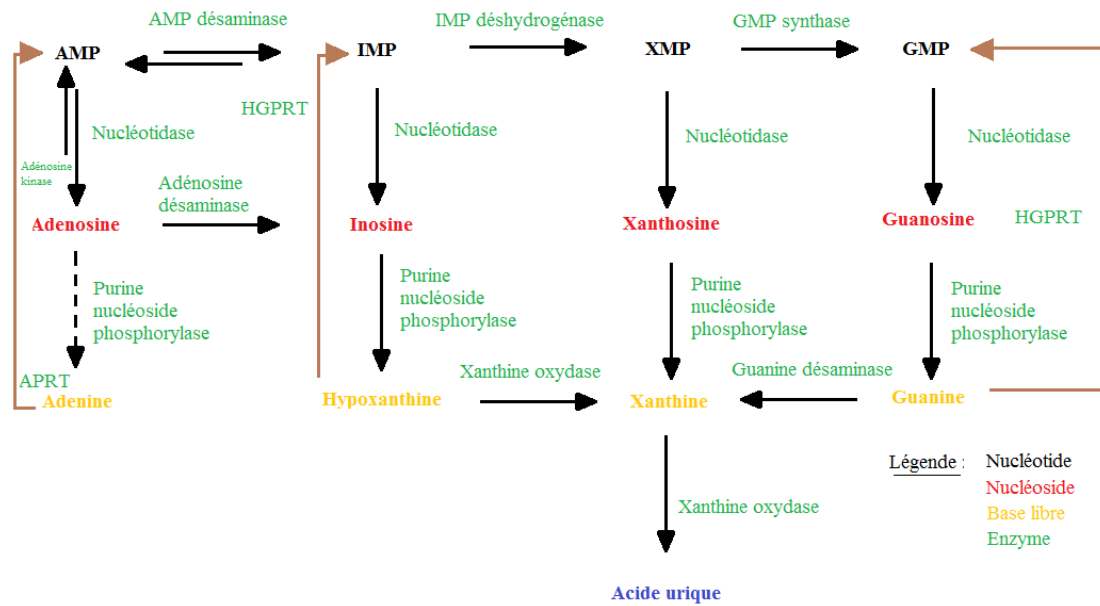 AMP désaminase
IMP déshydrogénase
GMP synthase
AMP
IMP
XMP
GMP
HGPRT
Nucléotidase
Nucléotidase
Nucléotidase
Nucléotidase
Adénosine
kinase
Adénosine
désaminase
Adenosine
Inosine
Xanthosine
Guanosine
HGPRT
Purine
nucléoside
phosphorylase
Purine
nucléoside
phosphorylase
Purine
nucléoside
phosphorylase
Purine
nucléoside
phosphorylase
APRT
Xanthine oxydase
Guanine désaminase
Adenine
Hypoxanthine
Xanthine
Guanine
Légende :
Nucléotide
Nucléoside
Base libre
Enzyme
Xanthine oxydase
Acide urique